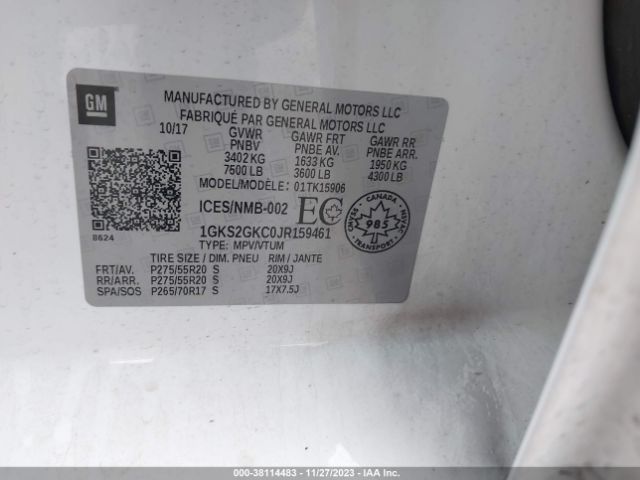 GM
MANUFACTURED BY GENERAL MOTORS LLC
FABRIQUÉ PAR GENERAL MOTORS LLC
10/17 GVWR GAWR FRT GAWR RR
PNBV PNBE AV. PNBE ARR.
3402 KG 1633 KG 1950 KG
7500 LB 3600 LB 4300 LB
MODEL/MODÈLE: 01TK15906
8624
ICES/NMB-002 EC CANADA 985 TRANSPORT
1GKS2GKC0JR159461
TYPE: MPV/VTUM
TIRE SIZE / DIM. PNEU RIM / JANTE
FRT/AV. P275/55R20 S 20X9J
RR/ARR. P275/55R20 S 20X9J
SPA/SOS P265/70R17 S 17X7.5J
000-38114483 - 11/27/2023 - IAA Inc.